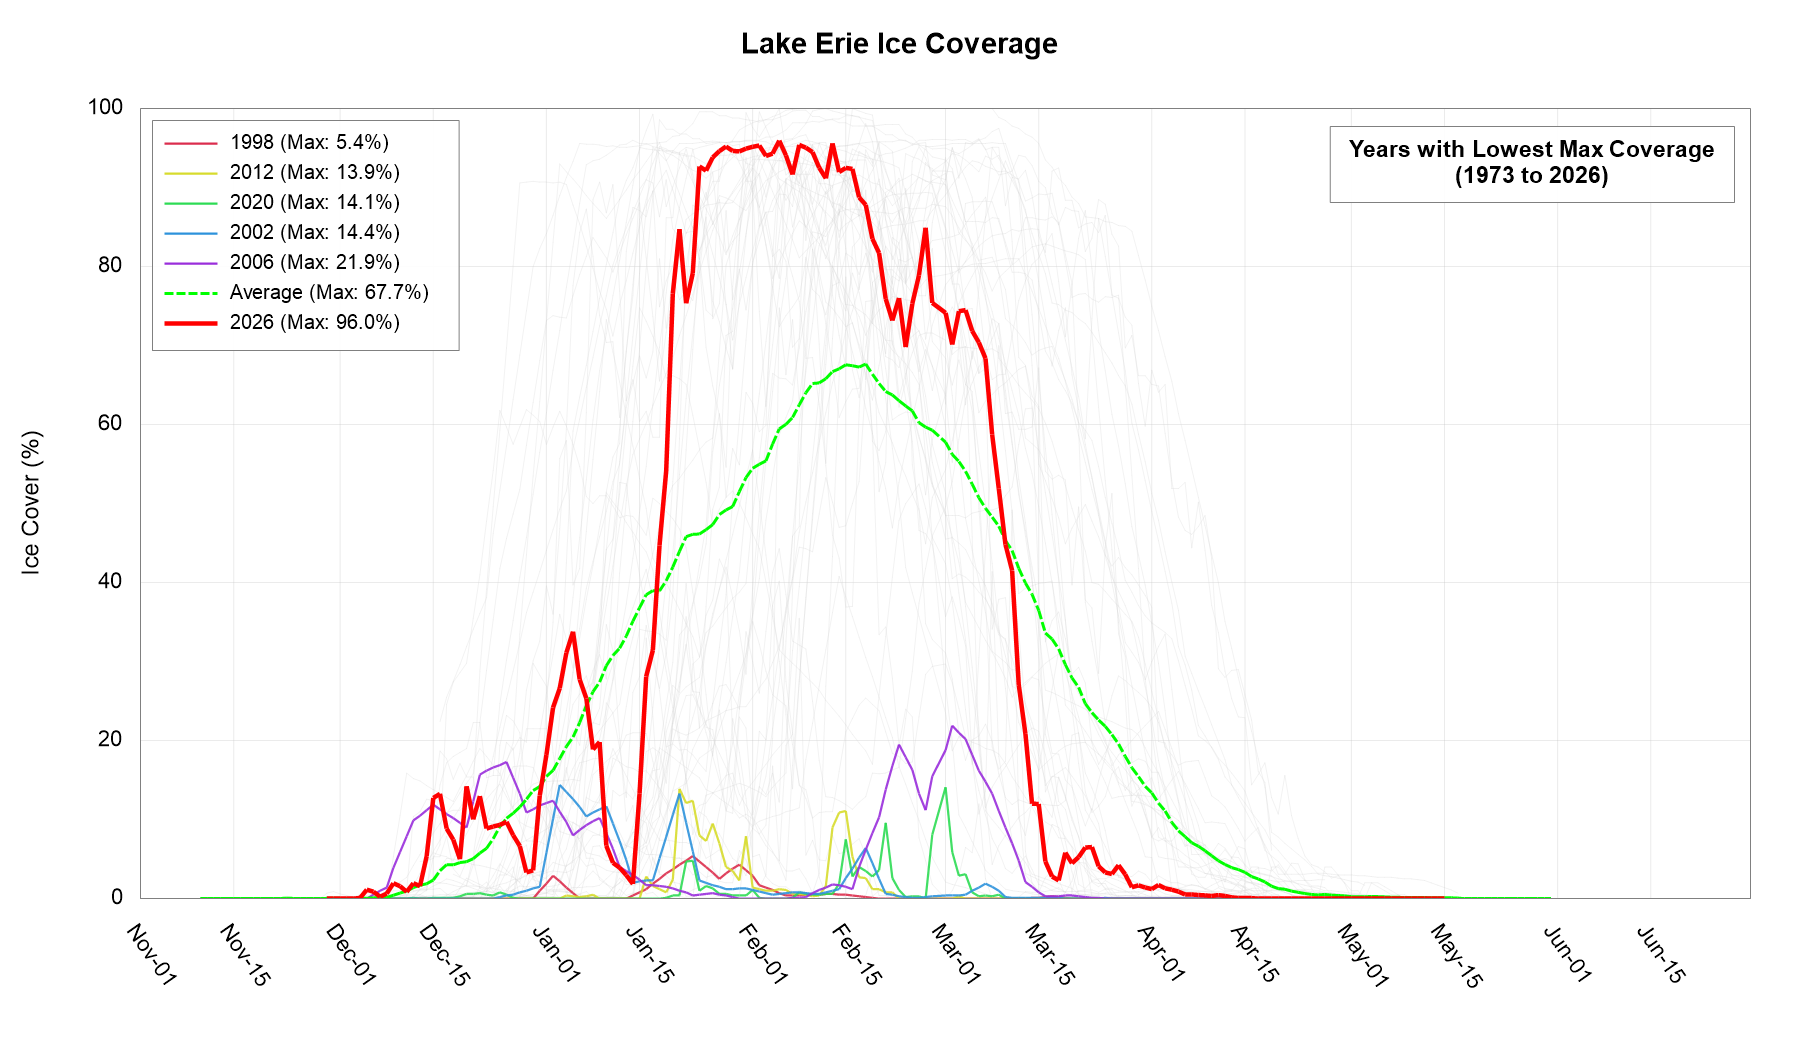 Lake Erie Ice Coverage
100
80
60
40
20
0
Ice Cover (%)
1998 (Max: 5.4%)
2012 (Max: 13.9%)
2020 (Max: 14.1%)
2002 (Max: 14.4%)
2006 (Max: 21.9%)
Average (Max: 67.7%)
2026 (Max: 96.0%)
Years with Lowest Max Coverage
(1973 to 2026)
Nov-01
Nov-15
Dec-01
Dec-15
Jan-01
Jan-15
Feb-01
Feb-15
Mar-01
Mar-15
Apr-01
Apr-15
May-01
May-15
Jun-01
Jun-15